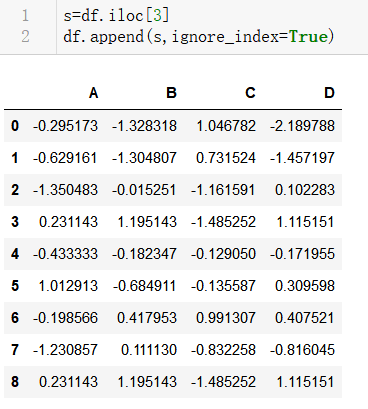 1 s=df.iloc[3]
2 df.append(s,ignore_index=True)
A B C D
0 -0.295173 -1.328318 1.046782 -2.189788
1 -0.629161 -1.304807 0.731524 -1.457197
2 -1.350483 -0.015251 -1.161591 0.102283
3 0.231143 1.195143 -1.485252 1.115151
4 -0.433333 -0.182347 -0.129050 -0.171955
5 1.012913 -0.684911 -0.135587 0.309598
6 -0.198566 0.417953 0.991307 0.407521
7 -1.230857 0.111130 -0.832258 -0.816045
8 0.231143 1.195143 -1.485252 1.115151